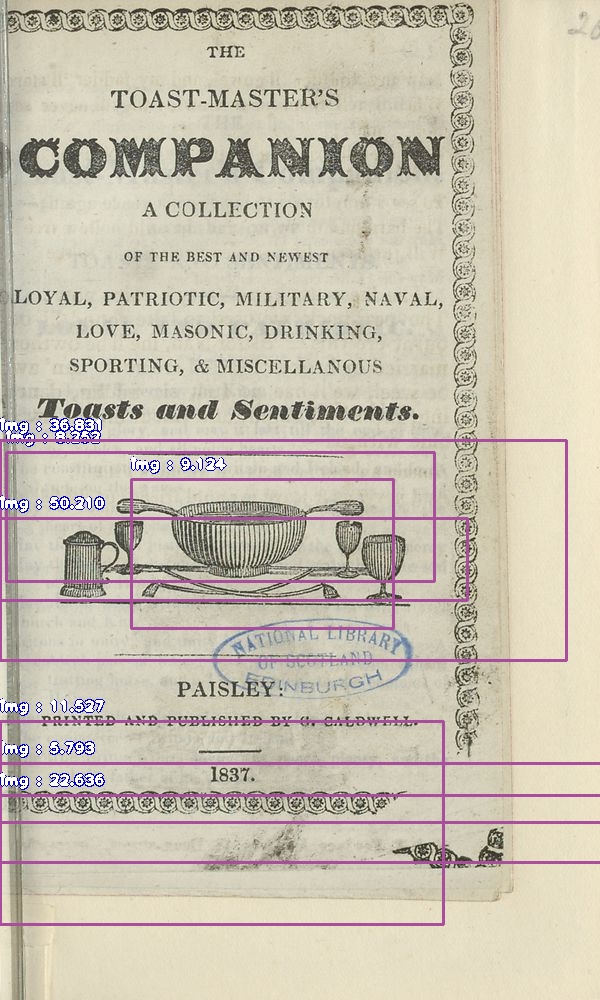 20
THE
TOAST-MASTER'S
COMPANION
A COLLECTION
OF THE BEST AND NEWEST
LOYAL, PATRIOTIC, MILITARY, NAVAL,
LOVE, MASONIC, DRINKING,
SPORTING, & MISCELLANOUS
Toasts and Sentiments.
img : 36.831
img : 8.252
img : 9.124
img : 50.210
NATIONAL LIBRARY
OF SCOTLAND
EDINBURGH
PAISLEY:
img : 11.527
PRINTED AND PUBLISHED BY G. CALDWELL.
img : 5.793
1837.
img : 22.636